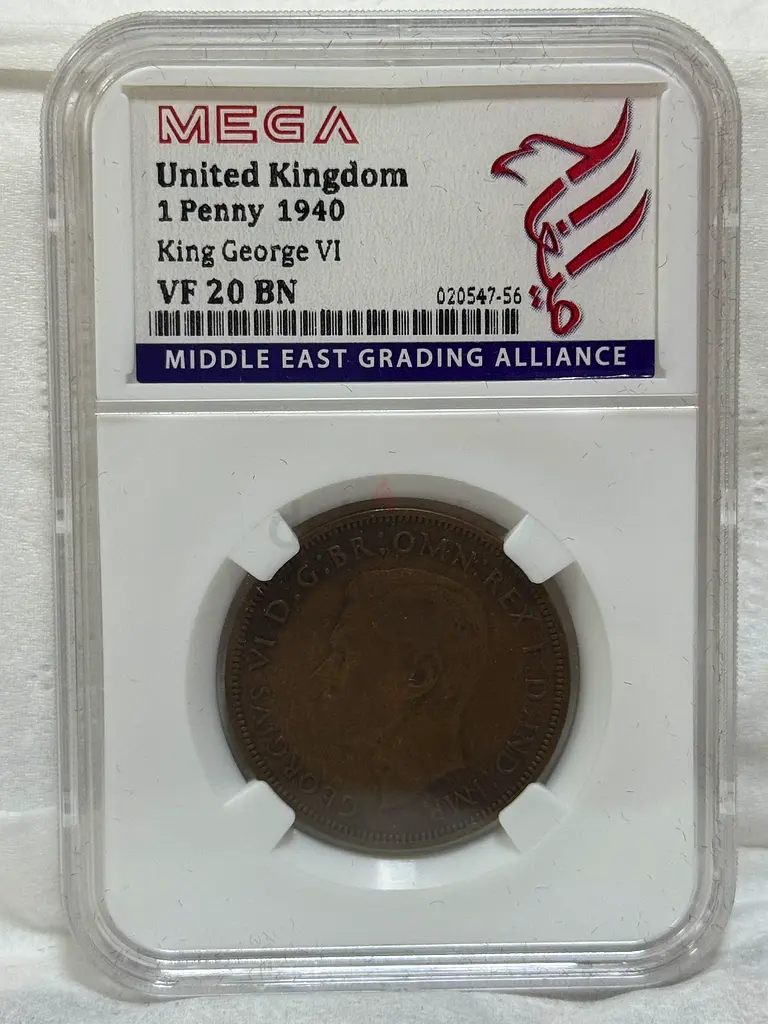 MEGA
United Kingdom
1 Penny 1940
King George VI
VF 20 BN
020547-56
MIDDLE EAST GRADING ALLIANCE
GEORGIVS VI D:G:BR:OMN:REX F:D:IND:IMP.